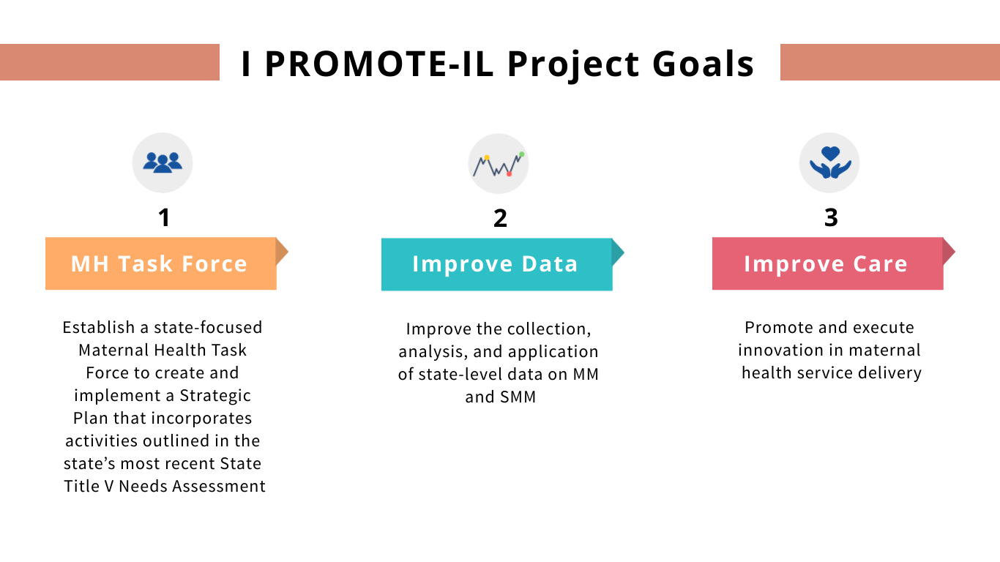 I PROMOTE-IL Project Goals
1
MH Task Force
Establish a state-focused
Maternal Health Task
Force to create and
implement a Strategic
Plan that incorporates
activities outlined in the
state’s most recent State
Title V Needs Assessment
2
Improve Data
Improve the collection,
analysis, and application
of state-level data on MM
and SMM
3
Improve Care
Promote and execute
innovation in maternal
health service delivery